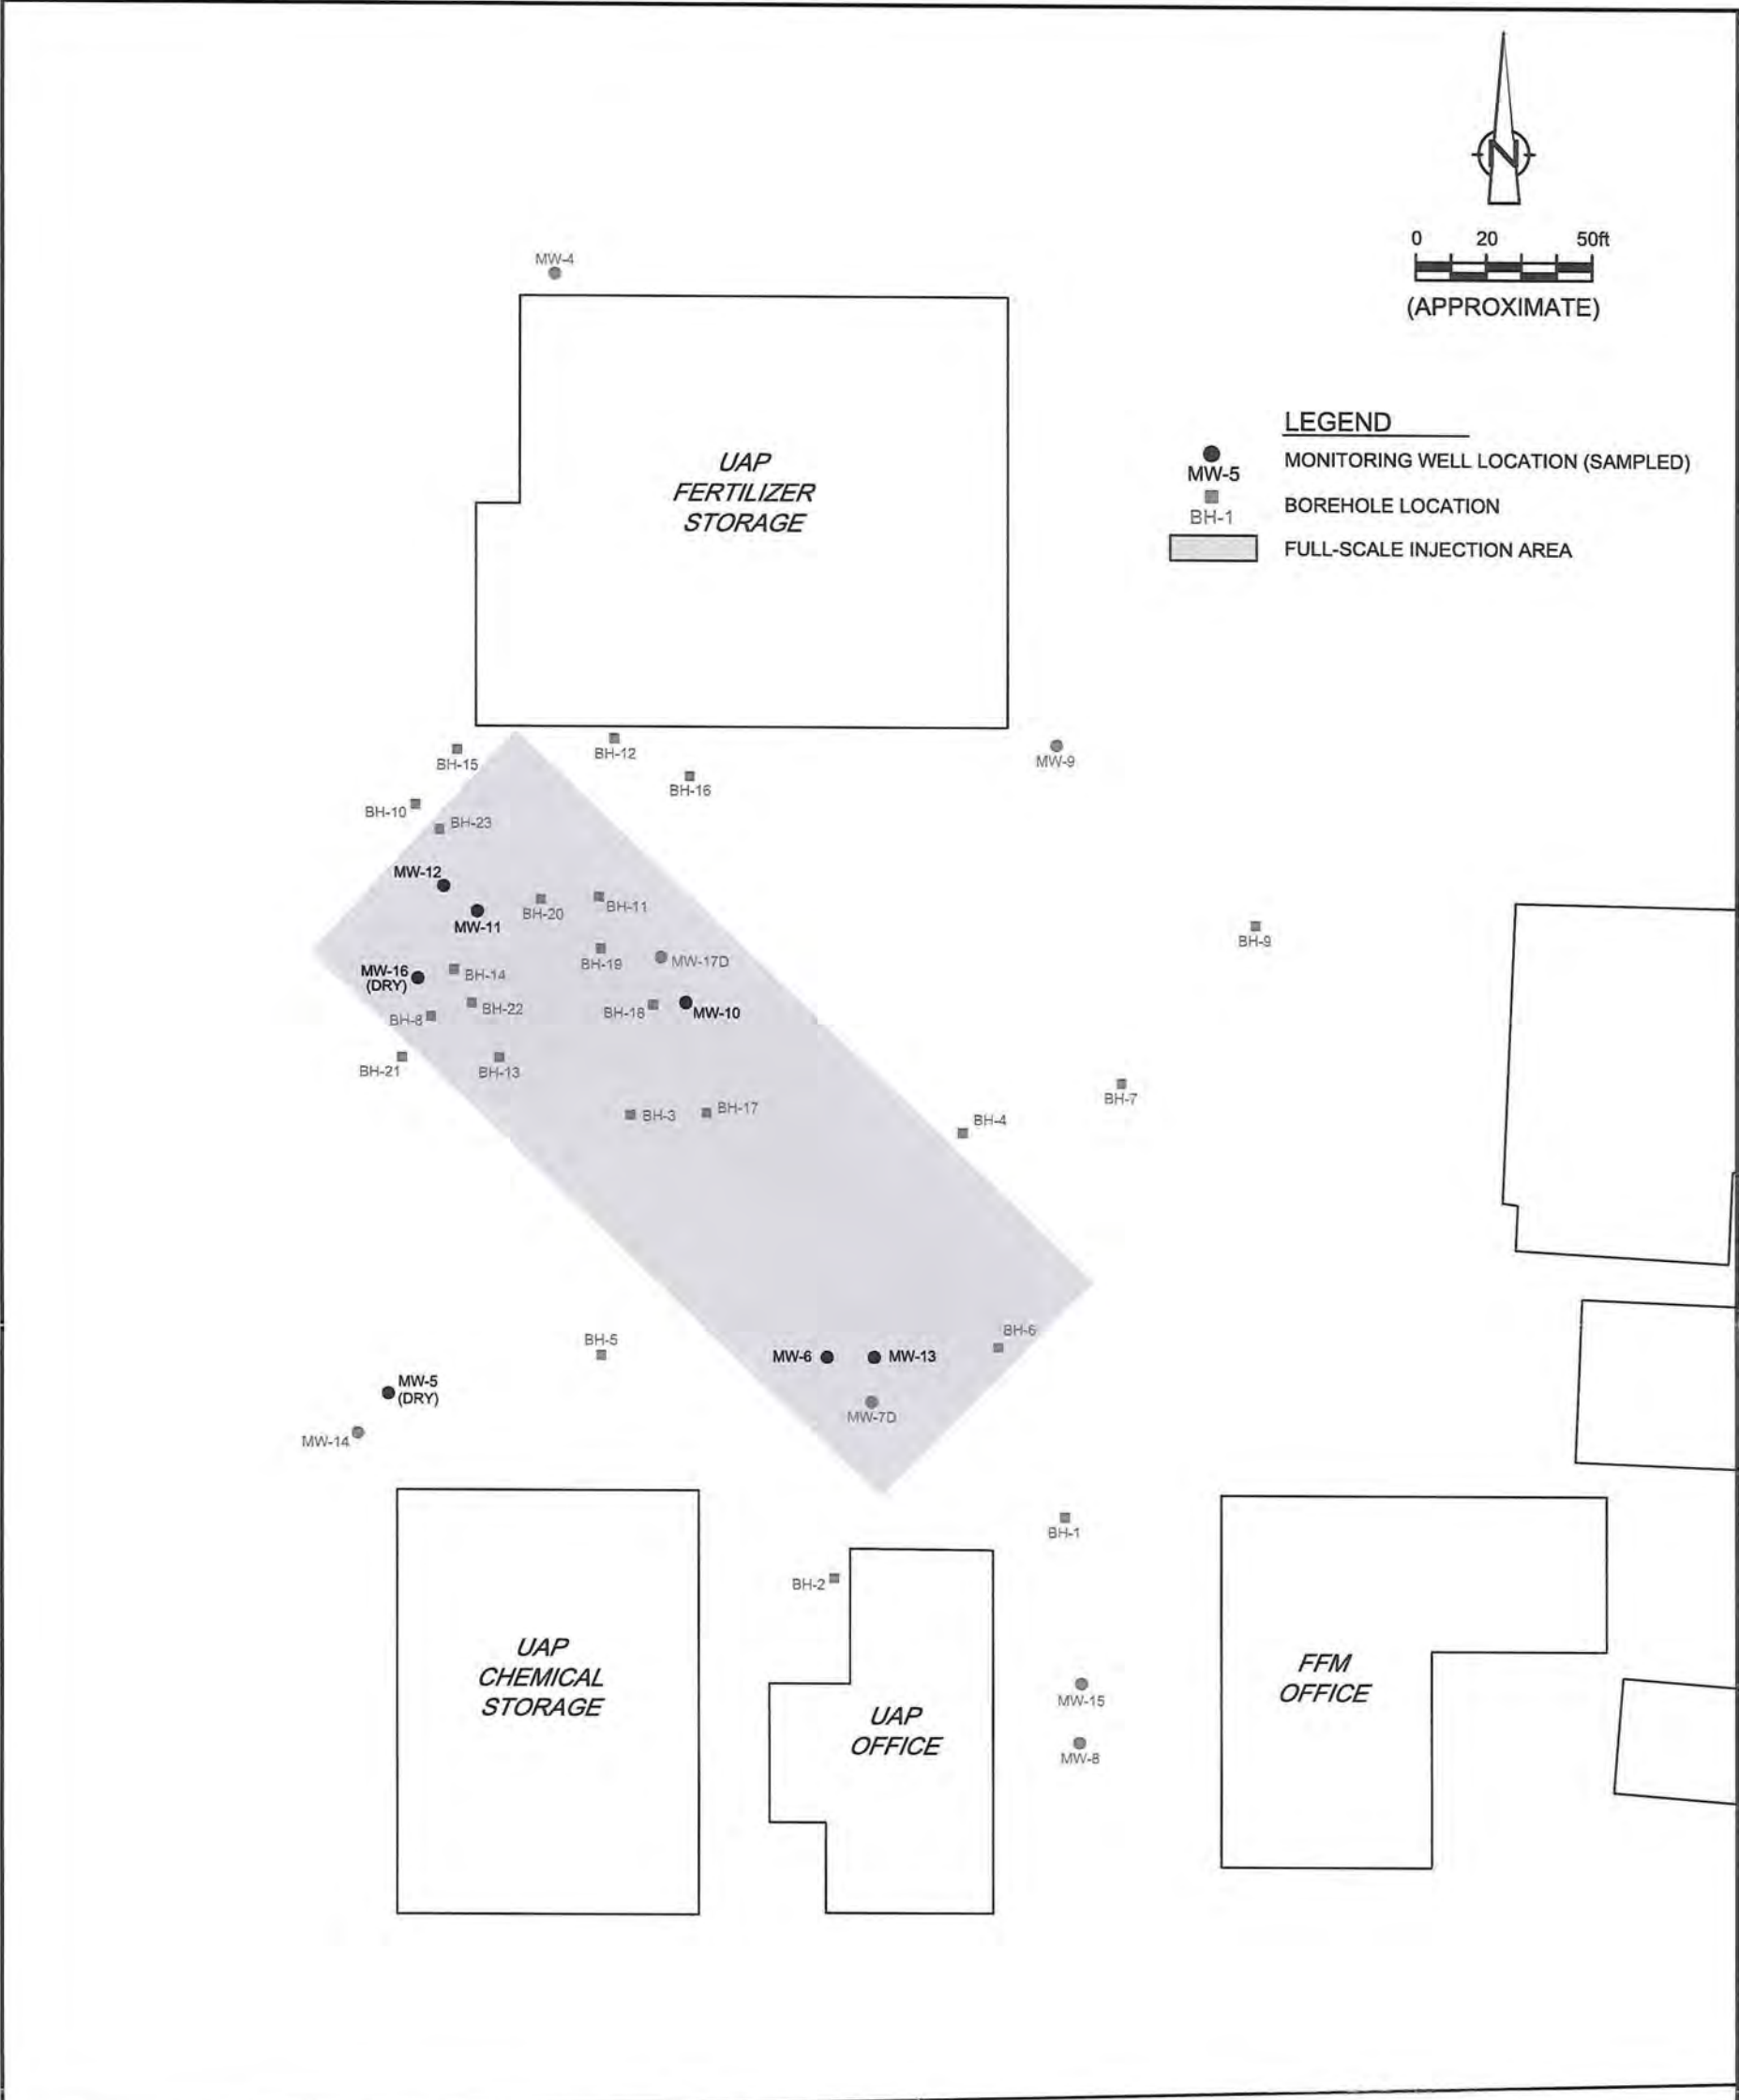 N
0 20 50ft
(APPROXIMATE)
MW-4
LEGEND
MW-5
MONITORING WELL LOCATION (SAMPLED)
BH-1
BOREHOLE LOCATION
FULL-SCALE INJECTION AREA
UAP
FERTILIZER
STORAGE
BH-15
BH-12
MW-9
BH-16
BH-10
BH-23
MW-12
MW-11
BH-20
BH-11
BH-9
BH-19
MW-17D
MW-16
(DRY)
BH-14
BH-22
BH-8
BH-18
MW-10
BH-21
BH-13
BH-7
BH-3
BH-17
BH-4
BH-5
BH-6
MW-6
MW-13
MW-5
(DRY)
MW-7D
MW-14
BH-1
BH-2
UAP
CHEMICAL
STORAGE
UAP
OFFICE
FFM
OFFICE
MW-15
MW-8